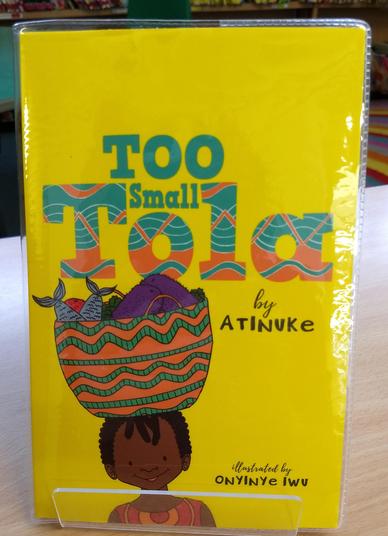 TOO
Small
Tola
by
ATINUKE
illustrated by
ONYINYE IWU